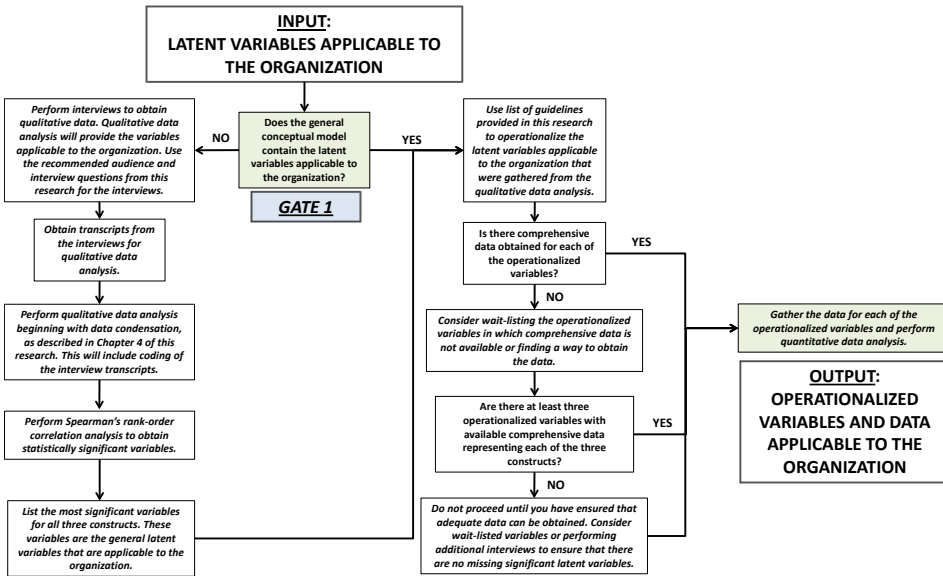 INPUT:
LATENT VARIABLES APPLICABLE TO
THE ORGANIZATION
Perform interviews to obtain
qualitative data. Qualitative data
analysis will provide the variables
applicable to the organization. Use
the recommended audience and
interview questions from this
research for the interviews.
NO
Does the general
conceptual model
contain the latent
variables applicable to
the organization?
YES
GATE 1
Use list of guidelines
provided in this research
to operationalize the
latent variables applicable
to the organization that
were gathered from the
qualitative data analysis.
Obtain transcripts from
the interviews for
qualitative data
analysis.
Is there comprehensive
data obtained for each of
the operationalized
variables?
YES
NO
Perform qualitative data analysis
beginning with data condensation,
as described in Chapter 4 of this
research. This will include coding of
the interview transcripts.
Consider wait-listing the operationalized
variables in which comprehensive data is
not available or finding a way to obtain
the data.
Gather the data for each of the
operationalized variables and perform
quantitative data analysis.
OUTPUT:
OPERATIONALIZED
VARIABLES AND DATA
APPLICABLE TO THE
ORGANIZATION
Perform Spearman's rank-order
correlation analysis to obtain
statistically significant variables.
Are there at least three
operationalized variables with
available comprehensive data
representing each of the three
constructs?
YES
NO
List the most significant variables
for all three constructs. These
variables are the general latent
variables that are applicable to the
organization.
Do not proceed until you have ensured that
adequate data can be obtained. Consider
wait-listed variables or performing
additional interviews to ensure that there
are no missing significant latent variables.